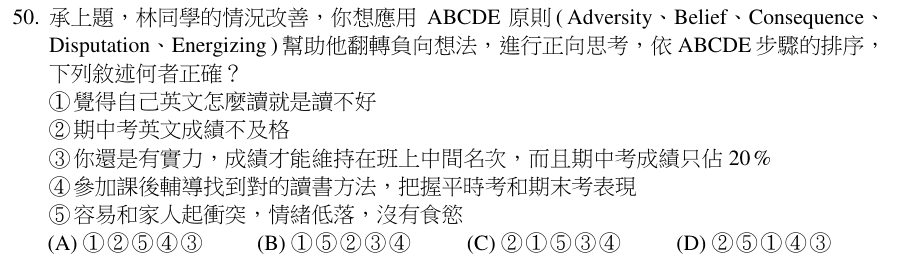 50. 承上題，林同學的情況改善，你想應用 ABCDE 原則 ( Adversity、Belief、Consequence、
Disputation、Energizing ) 幫助他翻轉負向想法，進行正向思考，依 ABCDE 步驟的排序，
下列敘述何者正確？
①覺得自己英文怎麼讀就是讀不好
②期中考英文成績不及格
③你還是有實力，成績才能維持在班上中間名次，而且期中考成績只佔 20%
④參加課後輔導找到對的讀書方法，把握平時考和期末考表現
⑤容易和家人起衝突，情緒低落，沒有食慾
(A) ①②⑤④③ (B) ①⑤②③④ (C) ②①⑤③④ (D) ②⑤①④③